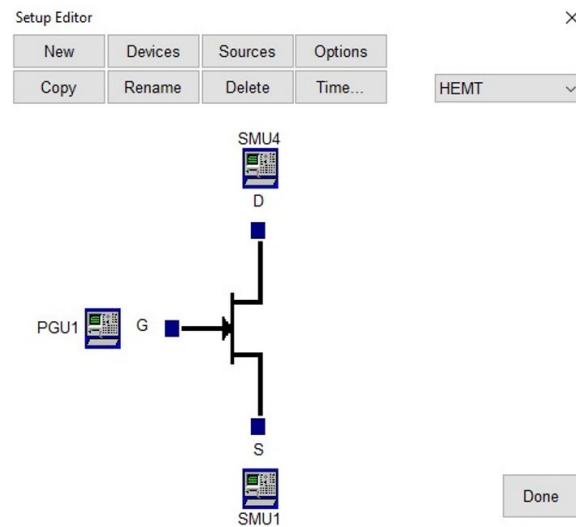 Setup Editor
New Devices Sources Options
Copy Rename Delete Time... HEMT
SMU4
D
PGU1 G
S
SMU1
Done